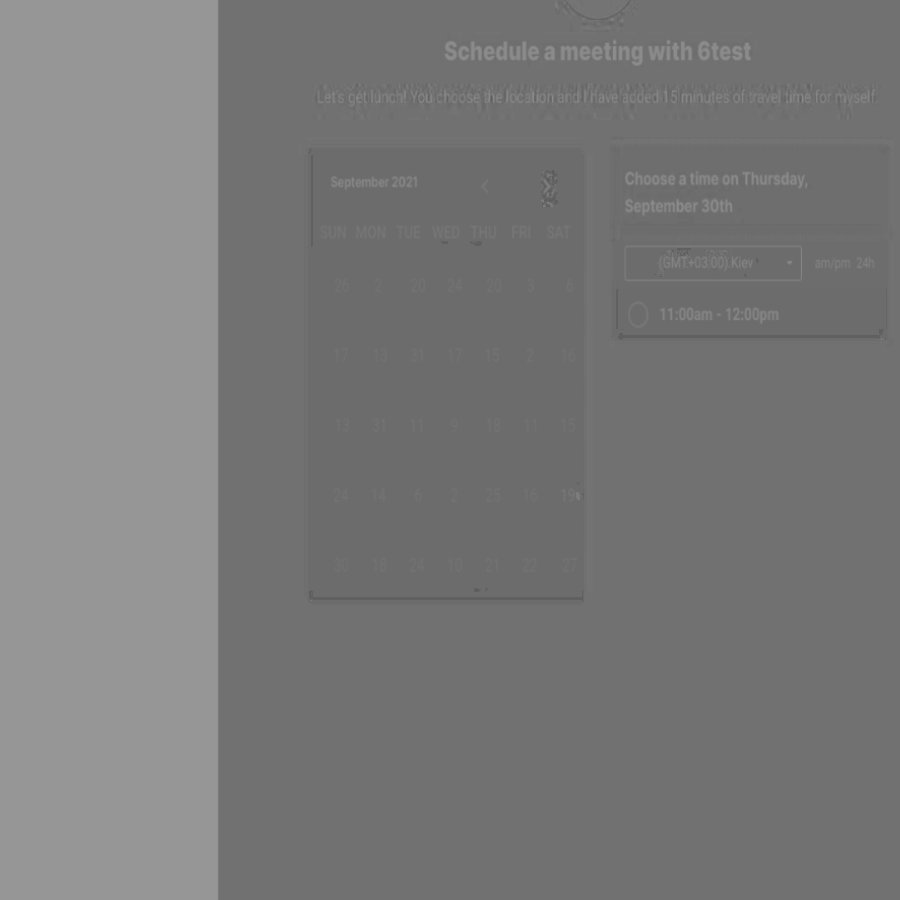 Schedule a meeting with 6test
Let's get lunch! You choose the location and I have added 15 minutes of travel time for myself.
September 2021
SUN MON TUE WED THU FRI SAT
26 2 20 24 20 3 6
17 13 31 17 15 2 16
13 31 11 9 18 11 15
24 14 6 2 25 16 19
30 18 24 10 21 22 27
Choose a time on Thursday,
September 30th
(GMT+03:00) Kiev am/pm 24h
11:00am - 12:00pm